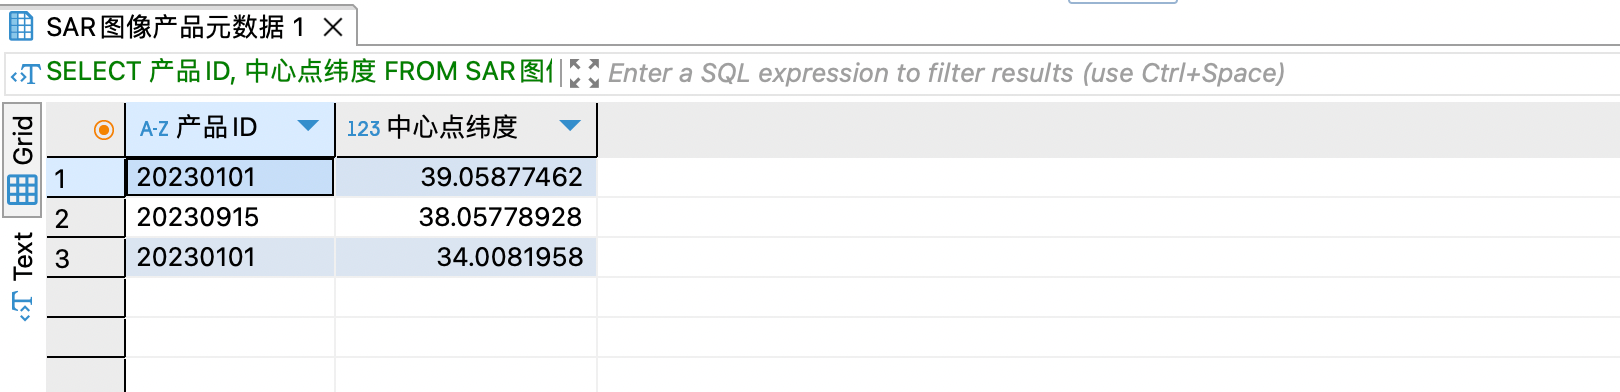 SAR图像产品元数据 1
SELECT 产品ID, 中心点纬度 FROM SAR图 Enter a SQL expression to filter results (use Ctrl+Space)
Grid
Text
A-Z 产品ID 123 中心点纬度
1 20230101 39.05877462
2 20230915 38.05778928
3 20230101 34.0081958